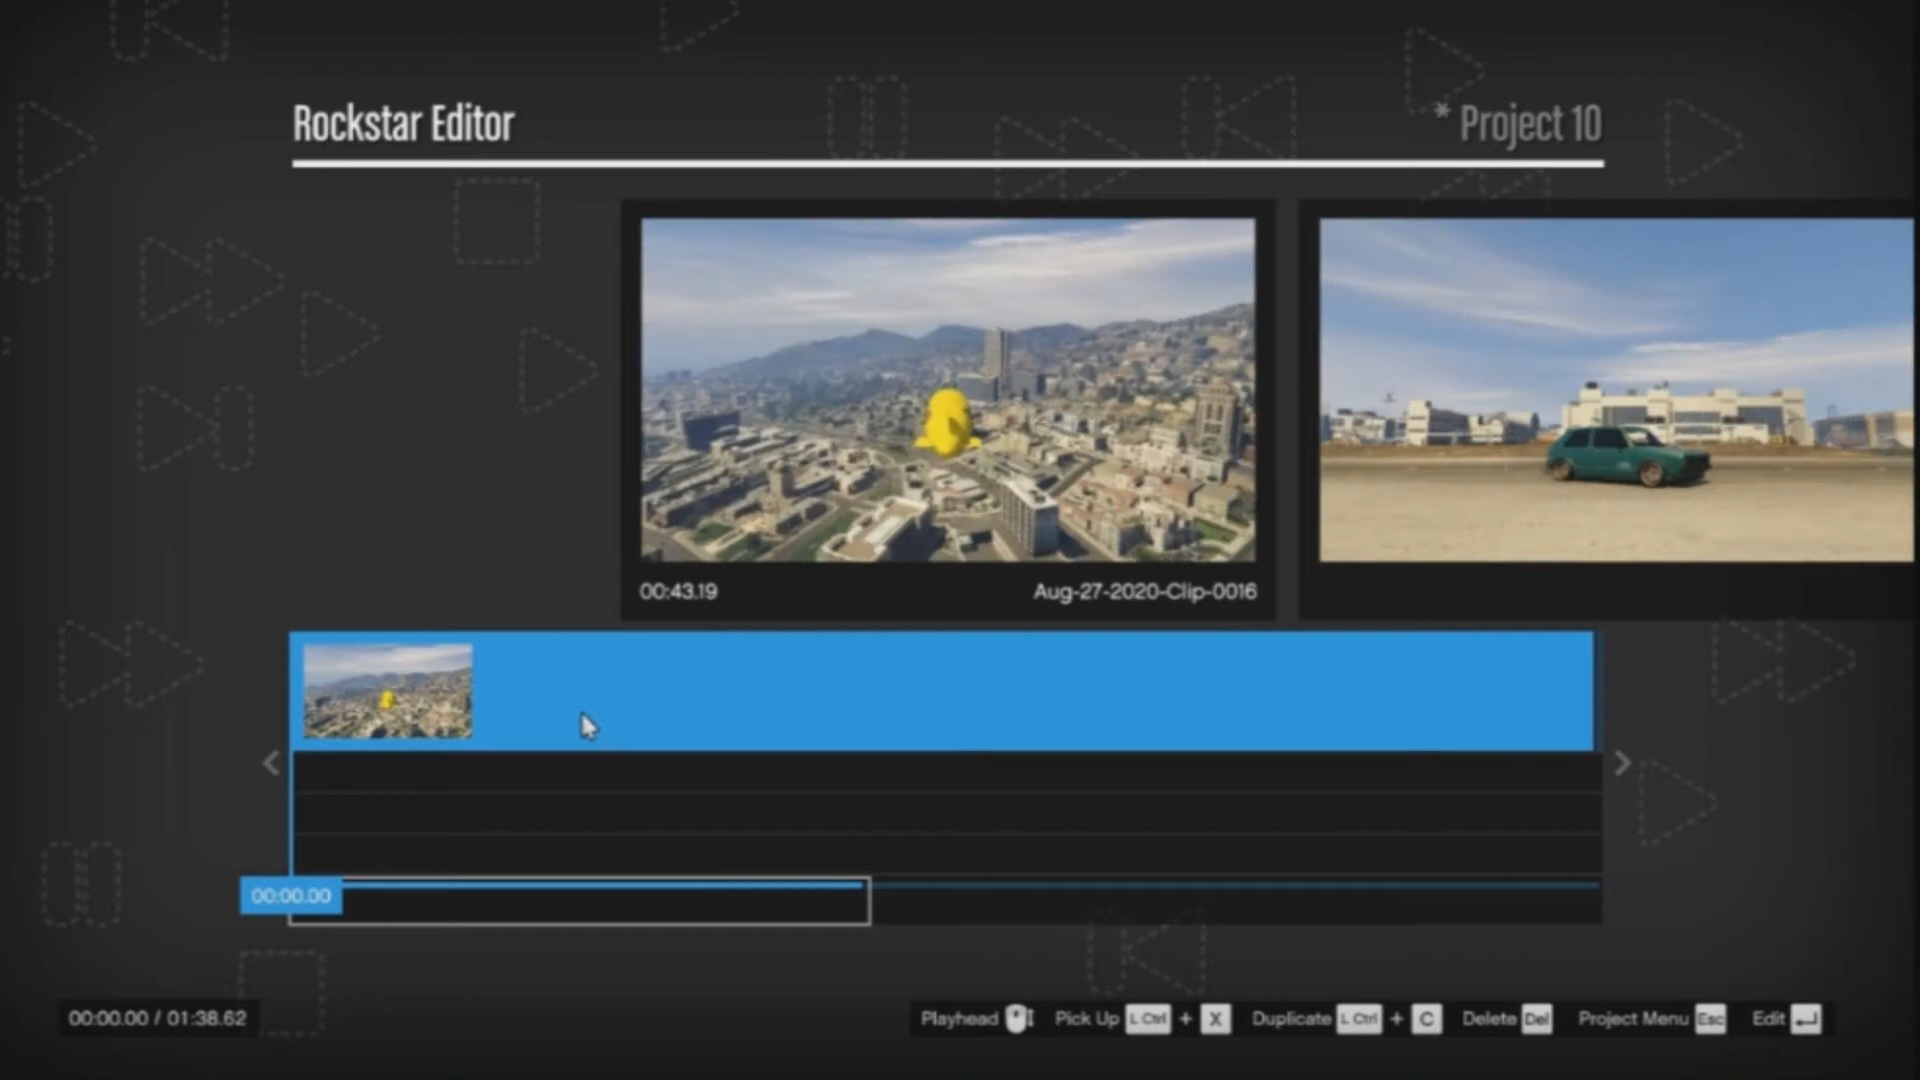 Rockstar Editor
* Project 10
00:43.19
Aug-27-2020-Clip-0016
00:00.00
00:00.00 / 01:38.62
Playhead Pick Up L Ctrl + X Duplicate L Ctrl + C Delete Del Project Menu Esc Edit